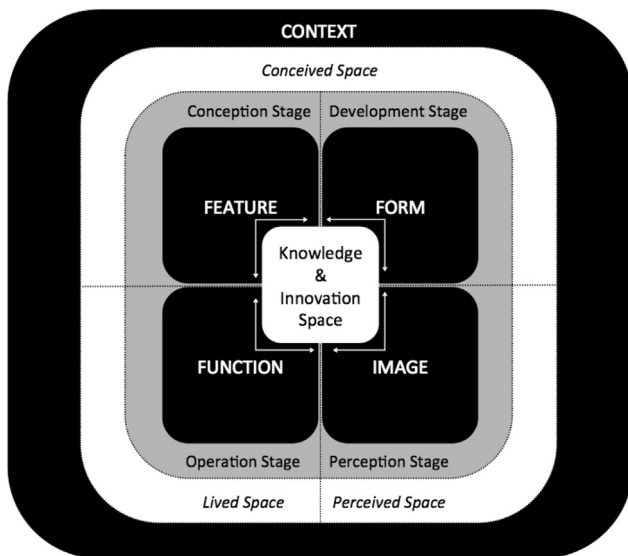 CONTEXT
Conceived Space
Conception Stage
Development Stage
FEATURE
FORM
Knowledge
&
Innovation
Space
FUNCTION
IMAGE
Operation Stage
Perception Stage
Lived Space
Perceived Space